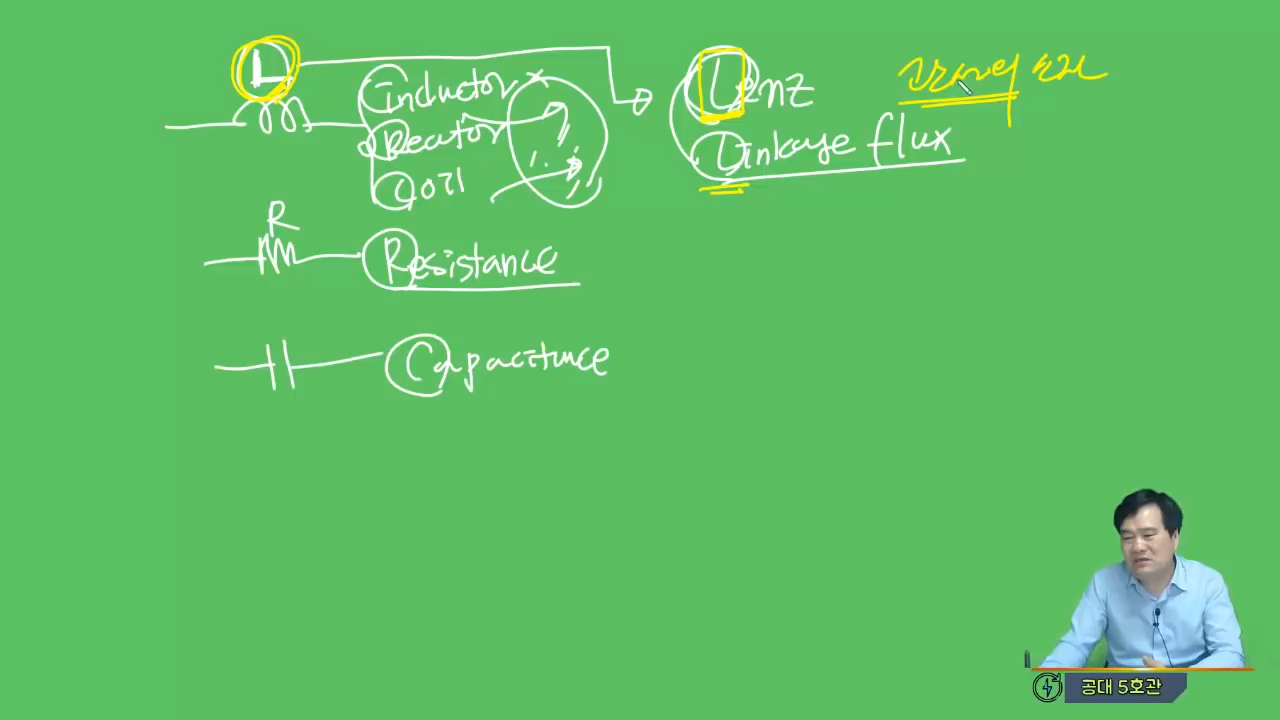 L
Inductor
Reactor
Coil
Lenz
Linkage flux
R
Resistance
Capacitance
공대 5호관